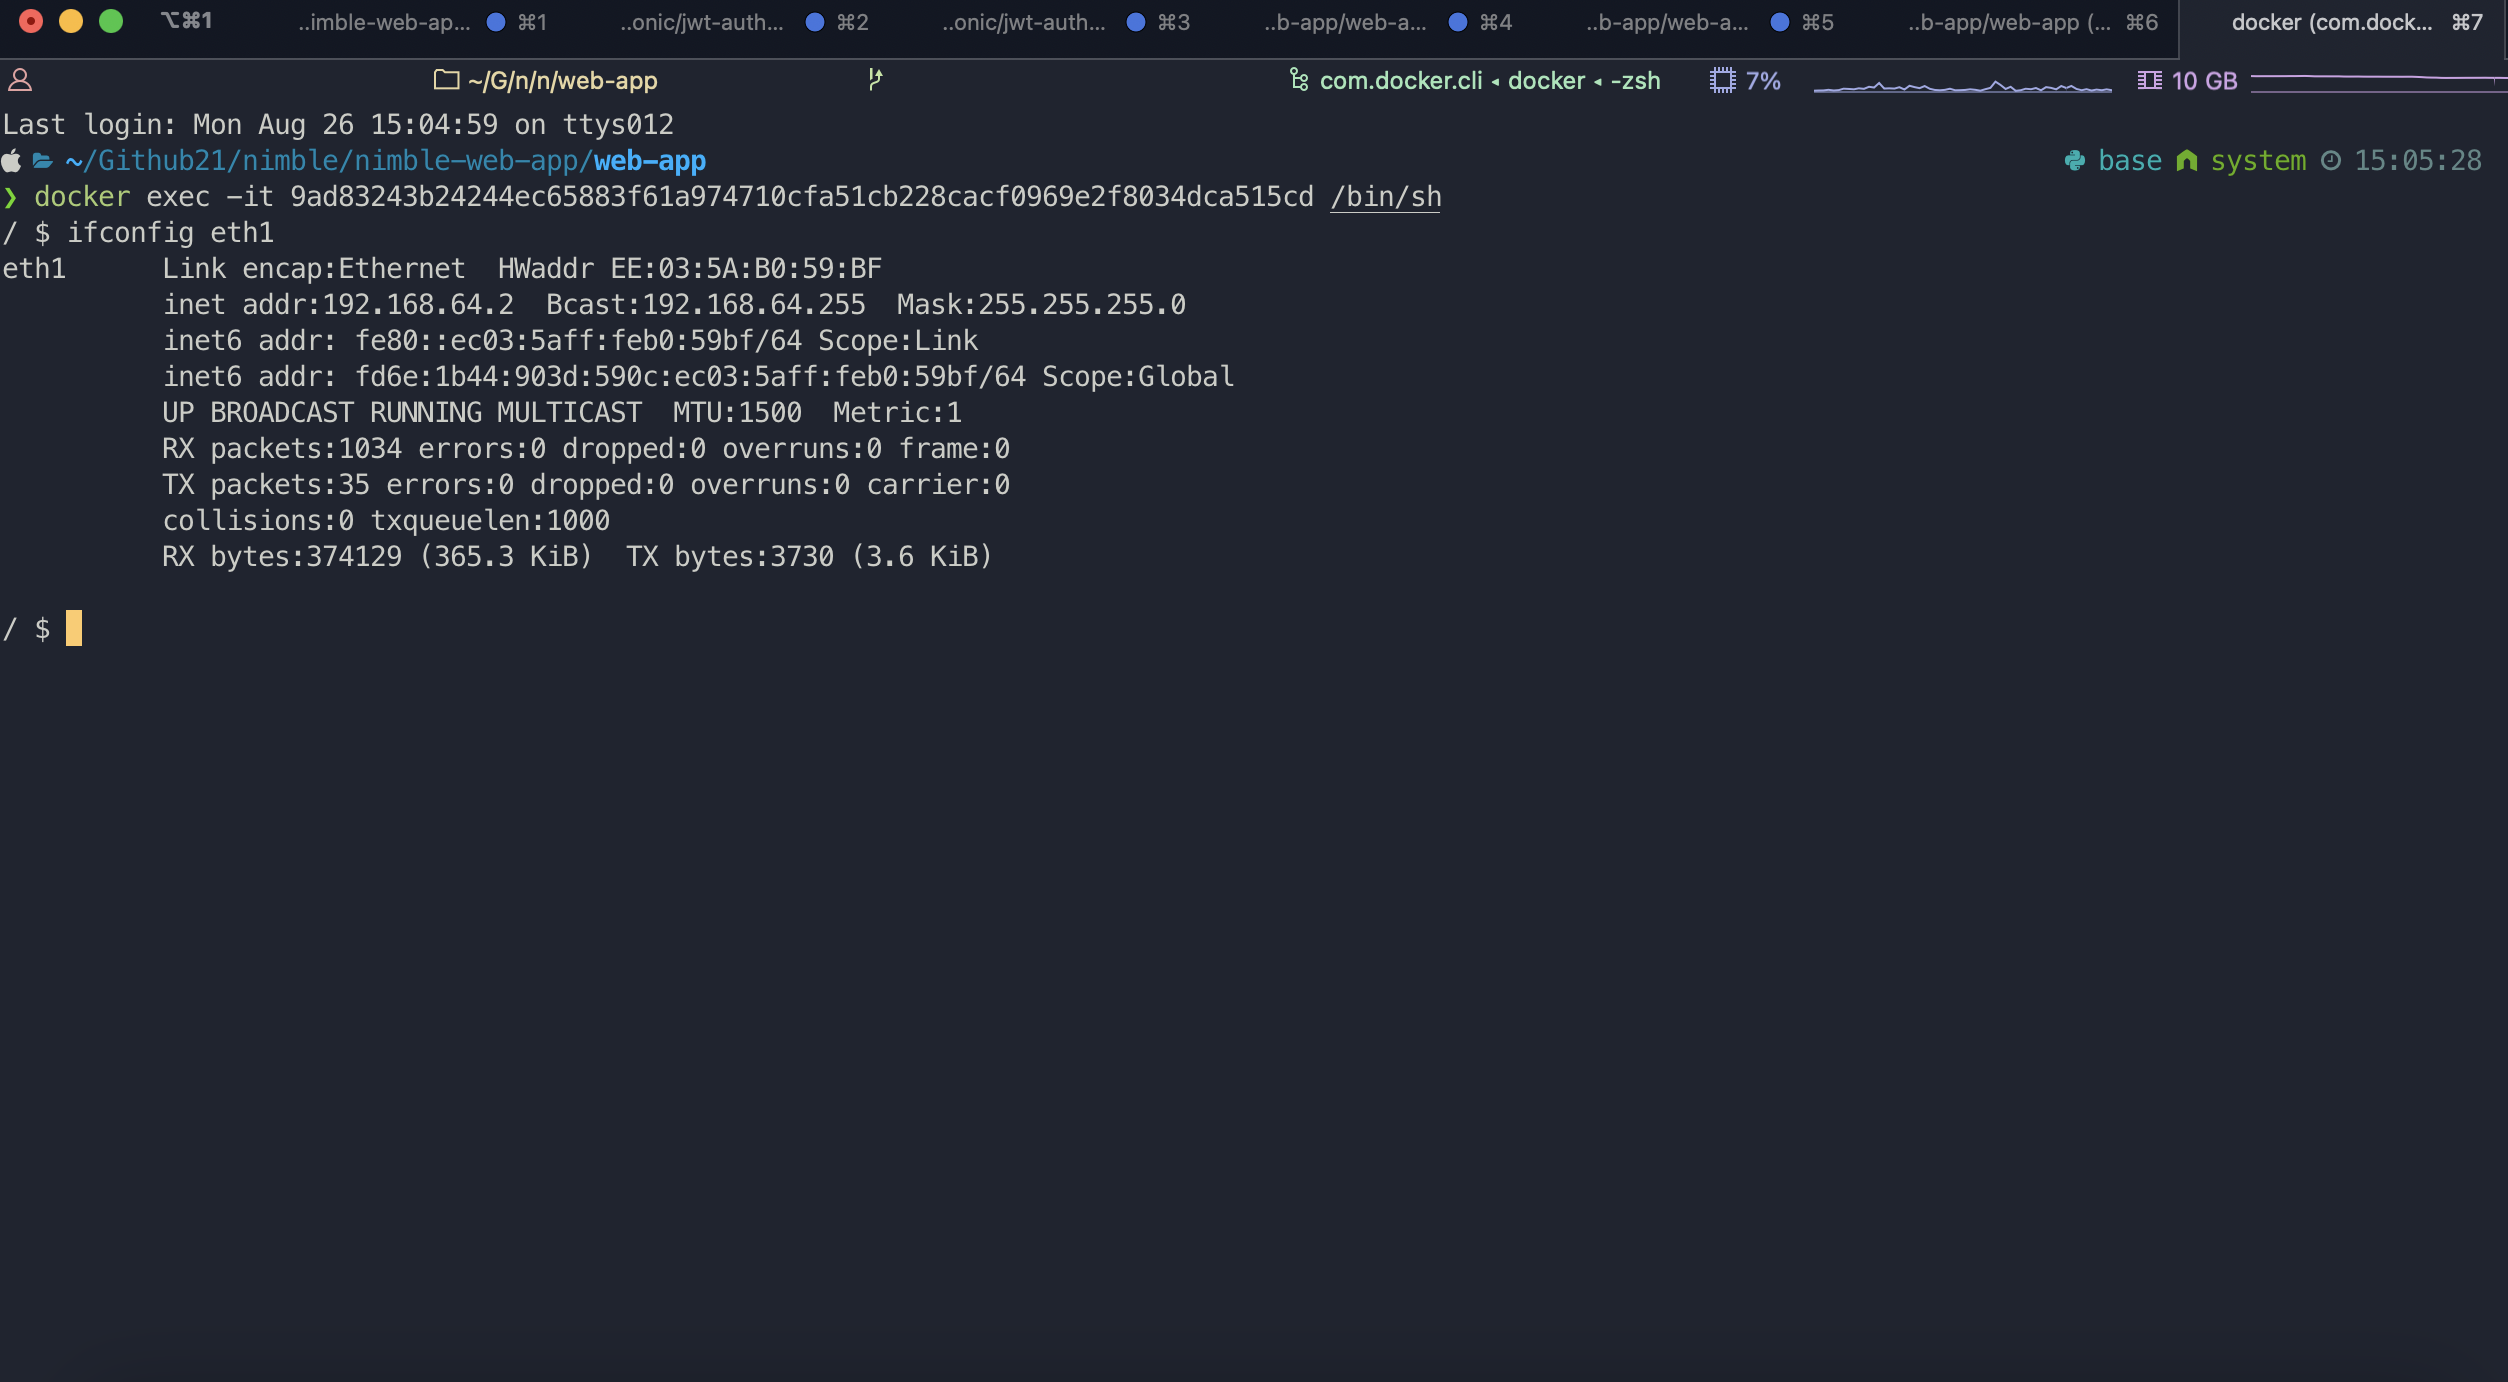 ⌥⌘1 ..imble-web-ap... ⌘1 ..onic/jwt-auth... ⌘2 ..onic/jwt-auth... ⌘3 ..b-app/web-a... ⌘4 ..b-app/web-a... ⌘5 ..b-app/web-app (... ⌘6 docker (com.dock... ⌘7
~/G/n/n/web-app com.docker.cli ◂ docker ◂ -zsh 7% 10 GB
Last login: Mon Aug 26 15:04:59 on ttys012
~/Github21/nimble/nimble-web-app/web-app base system 15:05:28
❯ docker exec -it 9ad83243b24244ec65883f61a974710cfa51cb228cacf0969e2f8034dca515cd /bin/sh
/ $ ifconfig eth1
eth1 Link encap:Ethernet HWaddr EE:03:5A:B0:59:BF
inet addr:192.168.64.2 Bcast:192.168.64.255 Mask:255.255.255.0
inet6 addr: fe80::ec03:5aff:feb0:59bf/64 Scope:Link
inet6 addr: fd6e:1b44:903d:590c:ec03:5aff:feb0:59bf/64 Scope:Global
UP BROADCAST RUNNING MULTICAST MTU:1500 Metric:1
RX packets:1034 errors:0 dropped:0 overruns:0 frame:0
TX packets:35 errors:0 dropped:0 overruns:0 carrier:0
collisions:0 txqueuelen:1000
RX bytes:374129 (365.3 KiB) TX bytes:3730 (3.6 KiB)
/ $